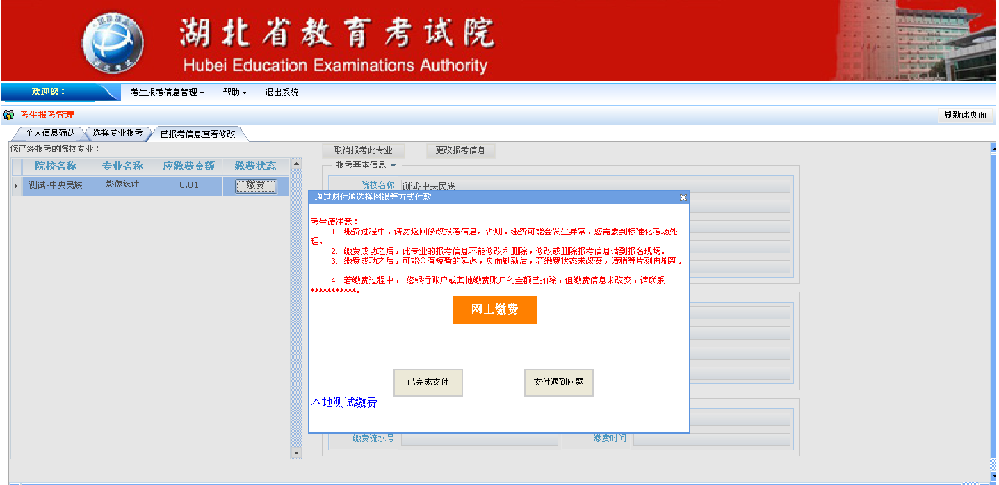 湖北省教育考试院
Hubei Education Examinations Authority
欢迎您：
考生报考信息管理 帮助 退出系统
考生报考管理
刷新此页面
个人信息确认 选择专业报考 已报考信息查看修改
您已经报考的院校专业：
取消报考此专业 更改报考信息
院校名称 专业名称 应缴费金额 缴费状态
测试-中央民族 影像设计 0.01 缴费
报考基本信息
院校名称 测试-中央民族
通过财付通选择网银等方式付款
考生请注意：
1. 缴费过程中，请勿返回修改报考信息。否则，缴费可能会发生异常，您需要到标准化考场处
理。
2. 缴费成功之后，此专业的报考信息不能修改和删除，修改或删除报考信息请到报名现场。
3. 缴费成功之后，可能会有短暂的延迟，页面刷新后，若缴费状态未改变，请稍等片刻再刷新。
4. 若缴费过程中， 您银行账户或其他缴费账户的金额已扣除，但缴费信息未改变，请联系
***********。
网上缴费
已完成支付 支付遇到问题
本地测试缴费
缴费流水号 缴费时间